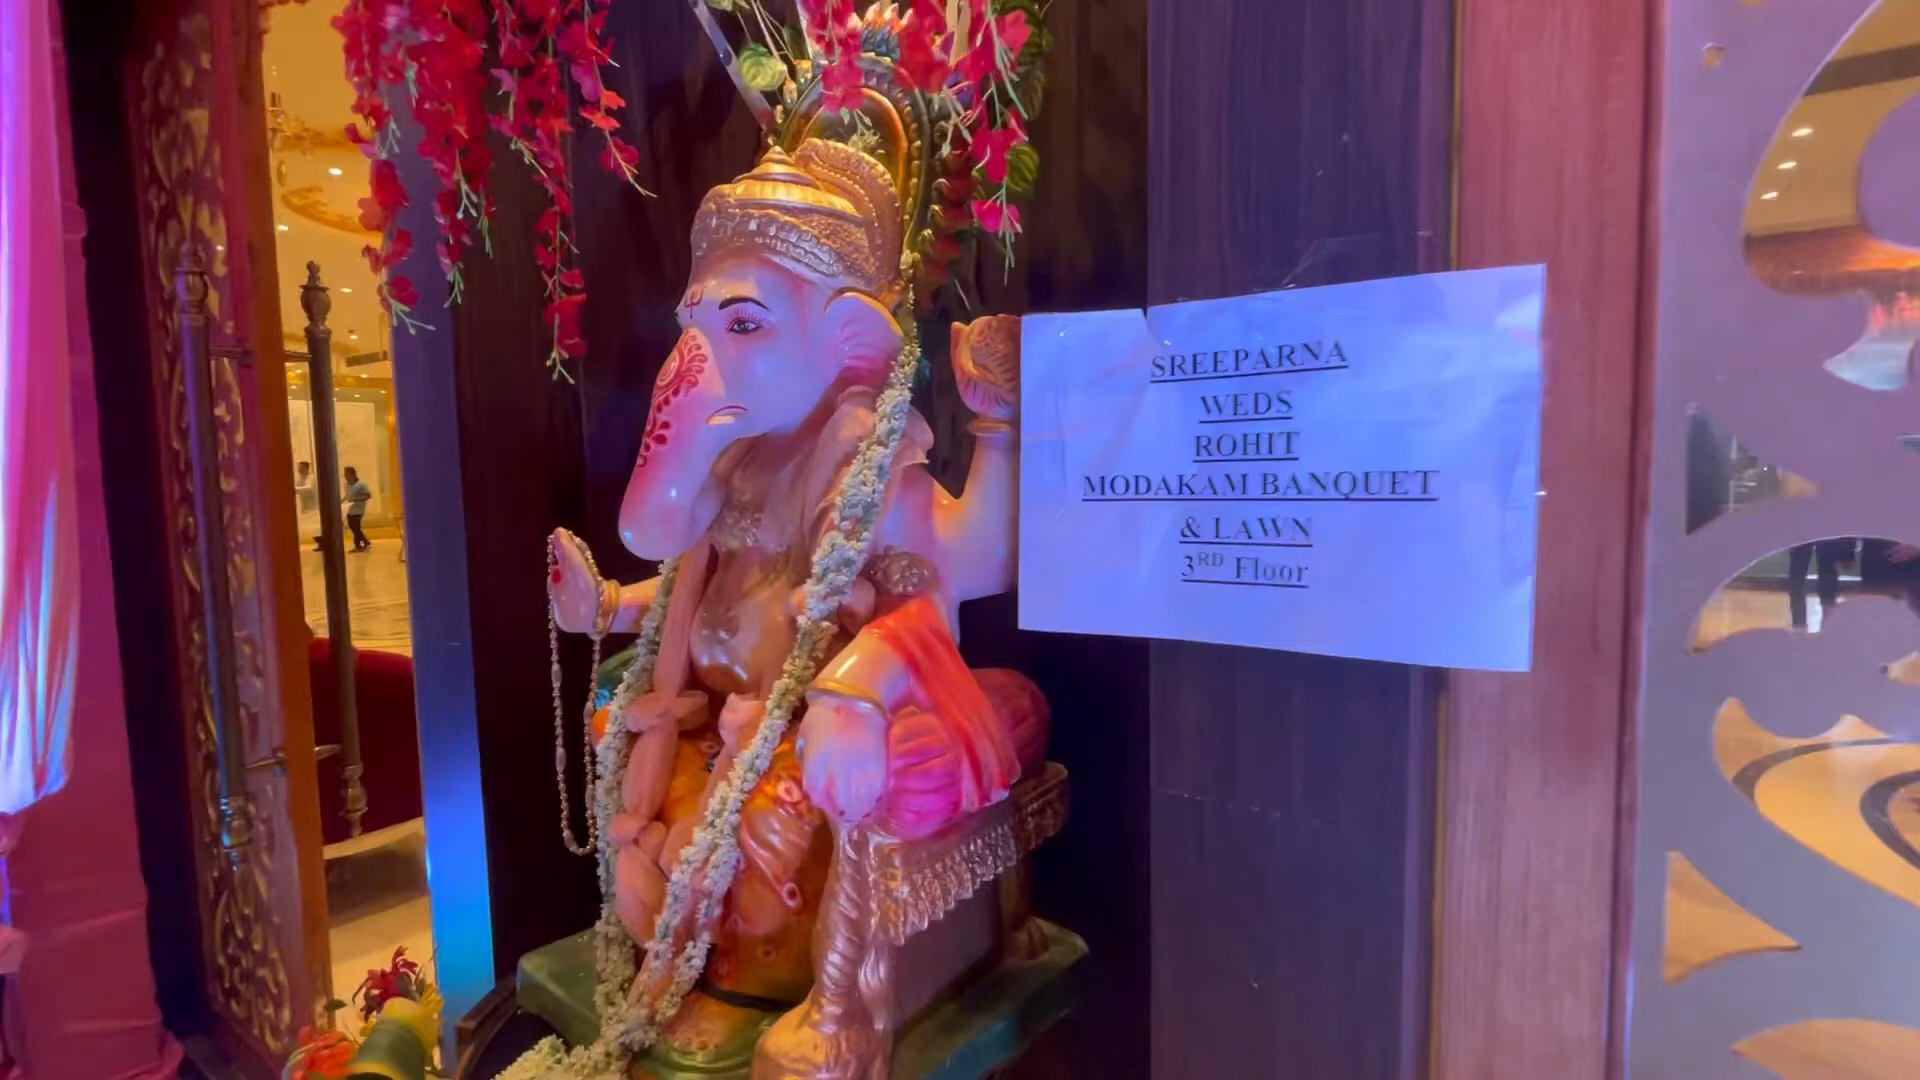 SREEPARNA
WEDS
ROHIT
MODAKAM BANQUET
& LAWN
3RD Floor